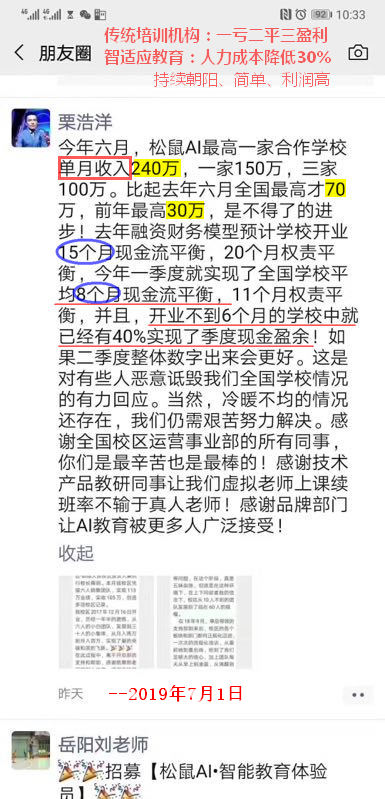 4G 4G 92 10:33
传统培训机构：一亏二平三盈利
朋友圈
智适应教育：人力成本降低30%
持续朝阳、简单、利润高
栗浩洋
今年六月，松鼠AI最高一家合作学校
单月收入240万，一家150万，三家
100万。比起去年六月全国最高才70
万，前年最高30万，是不得了的进
步！去年融资财务模型预计学校开业
15个月现金流平衡，20个月权责平
衡，今年一季度就实现了全国学校平
均8个月现金流平衡，11个月权责平
衡，并且，开业不到6个月的学校中就
已经有40%实现了季度现金盈余！如
果二季度整体数字出来会更好。这是
对有些人恶意诋毁我们全国学校情况
的有力回应。当然，冷暖不均的情况
还存在，我们仍需艰苦努力解决。感
谢全国校区运营事业部的所有同事，
你们是最辛苦也是最棒的！感谢技术
产品教研同事让我们虚拟老师上课续
班率不输于真人老师！感谢品牌部门
让AI教育被更多人广泛接受！
收起
昨天
--2019年7月1日
岳阳刘老师
🎉🎉🎉招募【松鼠AI•智能教育体验
员】🎉🎉🎉